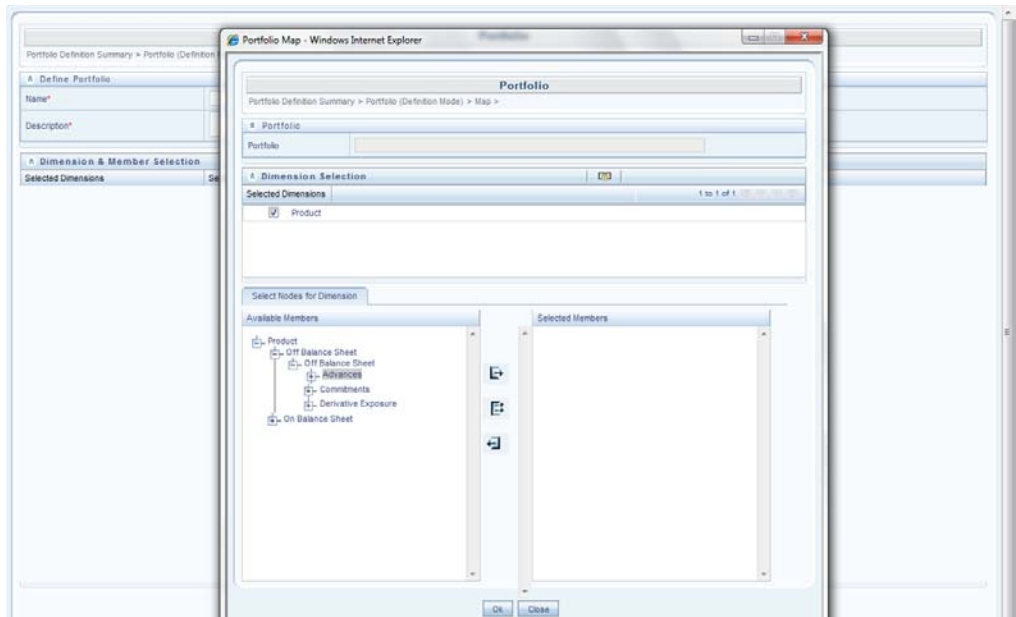 Portfolio Map - Windows Internet Explorer
Portfolio Definition Summary > Portfolio (Definition
Define Portfolio
Name*
Description*
Dimension & Member Selection
Selected Dimensions
Se
Portfolio
Portfolio Definition Summary > Portfolio (Definition Mode) > Map >
Portfolio
Portfolio
Dimension Selection
Selected Dimensions
1 to 1 of 1
Product
Select Nodes for Dimension
Available Members
Selected Members
Product
Off Balance Sheet
Off Balance Sheet
Advances
Commitments
Derivative Exposure
On Balance Sheet
Ok
Close